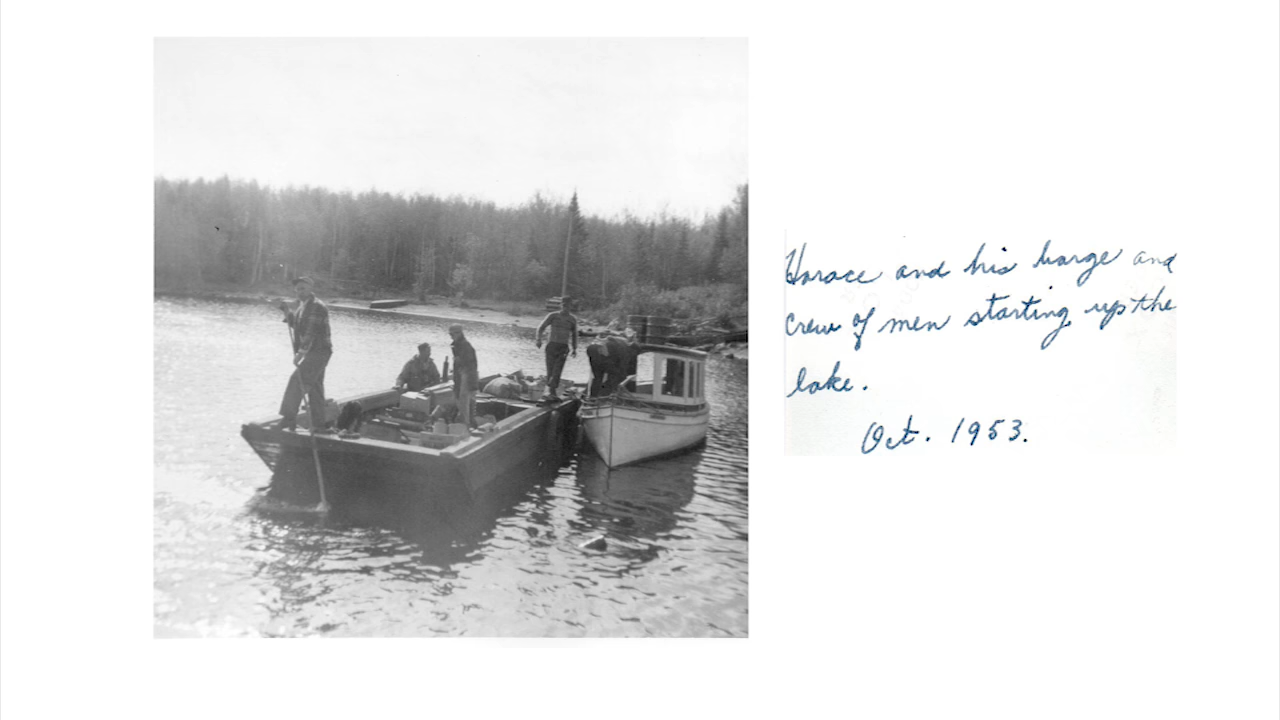 Horace and his barge and
crew of men starting up the
lake.
Oct. 1953.